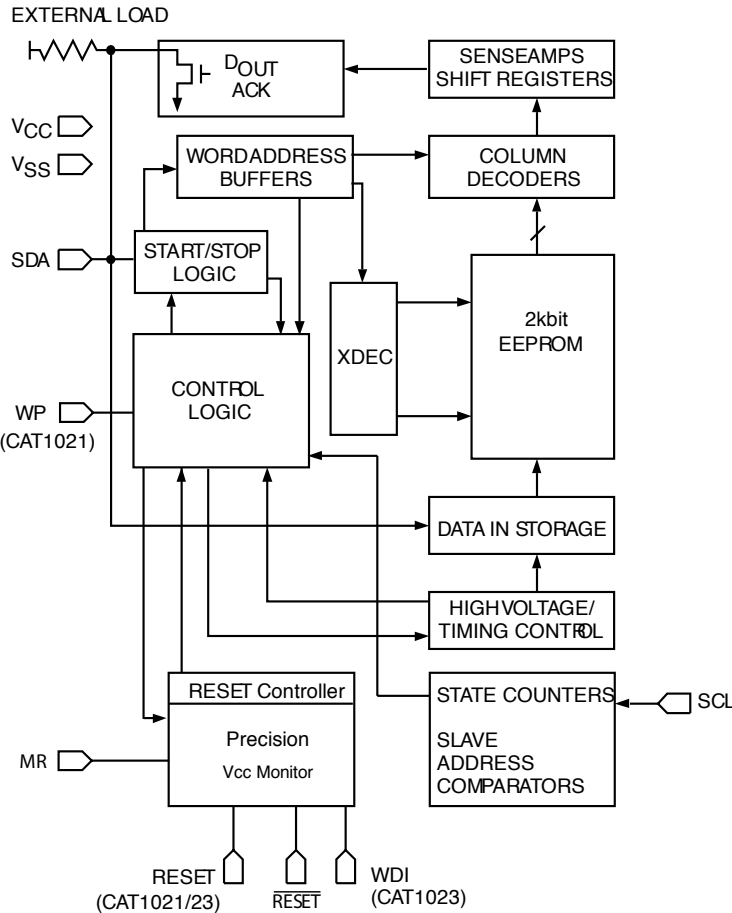 EXTERNAL LOAD
DOUT
ACK
SENSEAMPS
SHIFT REGISTERS
VCC
VSS
WORDADDRESS
BUFFERS
COLUMN
DECODERS
SDA
START/STOP
LOGIC
2kbit
EEPROM
XDEC
CONTROL
LOGIC
WP
(CAT1021)
DATA IN STORAGE
HIGH VOLTAGE/
TIMING CONTROL
RESET Controller
STATE COUNTERS
SCL
Precision
Vcc Monitor
SLAVE
ADDRESS
COMPARATORS
MR
RESET
(CAT1021/23)
RESET
WDI
(CAT1023)